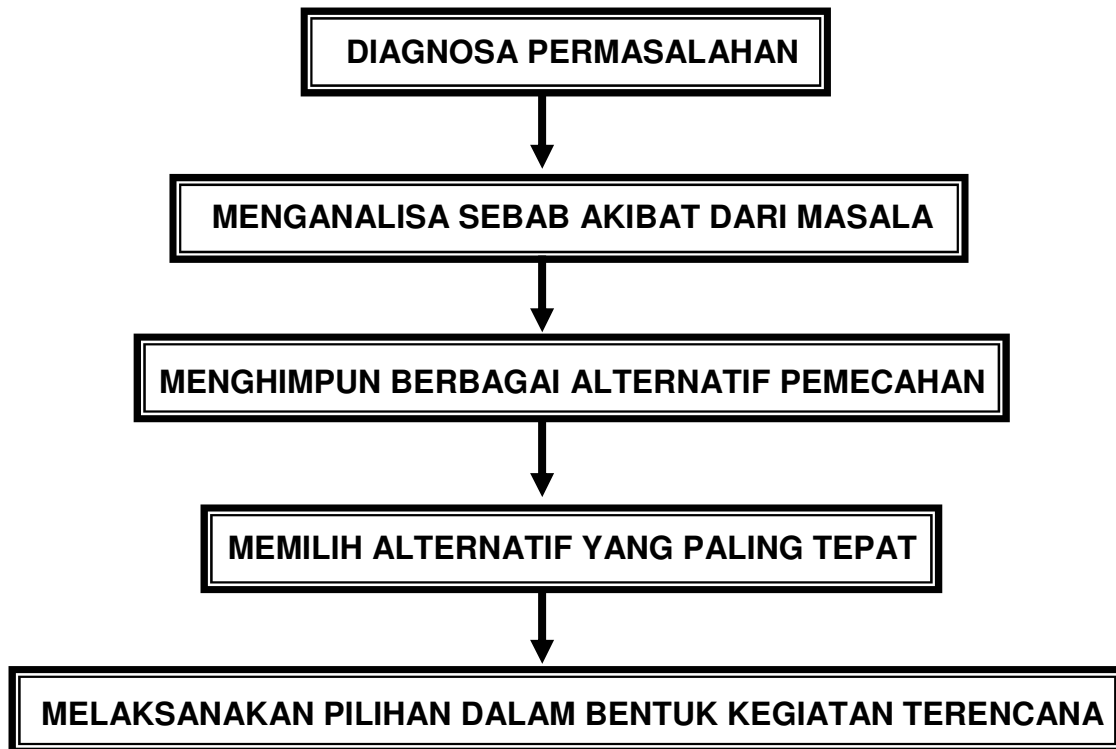 DIAGNOSA PERMASALAHAN
MENGANALISA SEBAB AKIBAT DARI MASALA
MENGHIMPUN BERBAGAI ALTERNATIF PEMECAHAN
MEMILIH ALTERNATIF YANG PALING TEPAT
MELAKSANAKAN PILIHAN DALAM BENTUK KEGIATAN TERENCANA